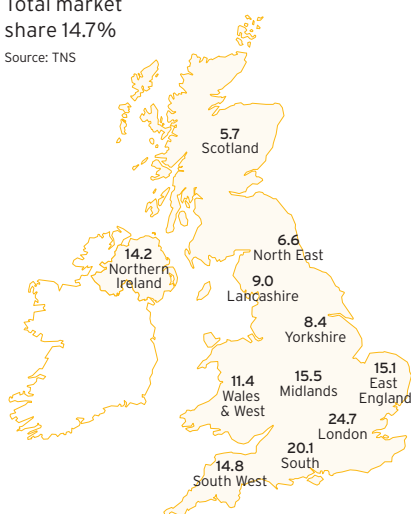 Total market
share 14.7%
Source: TNS
5.7
Scotland
6.6
North East
14.2
Northern
Ireland
9.0
Lancashire
8.4
Yorkshire
11.4
Wales
& West
15.5
Midlands
15.1
East
England
24.7
London
20.1
South
14.8
South West